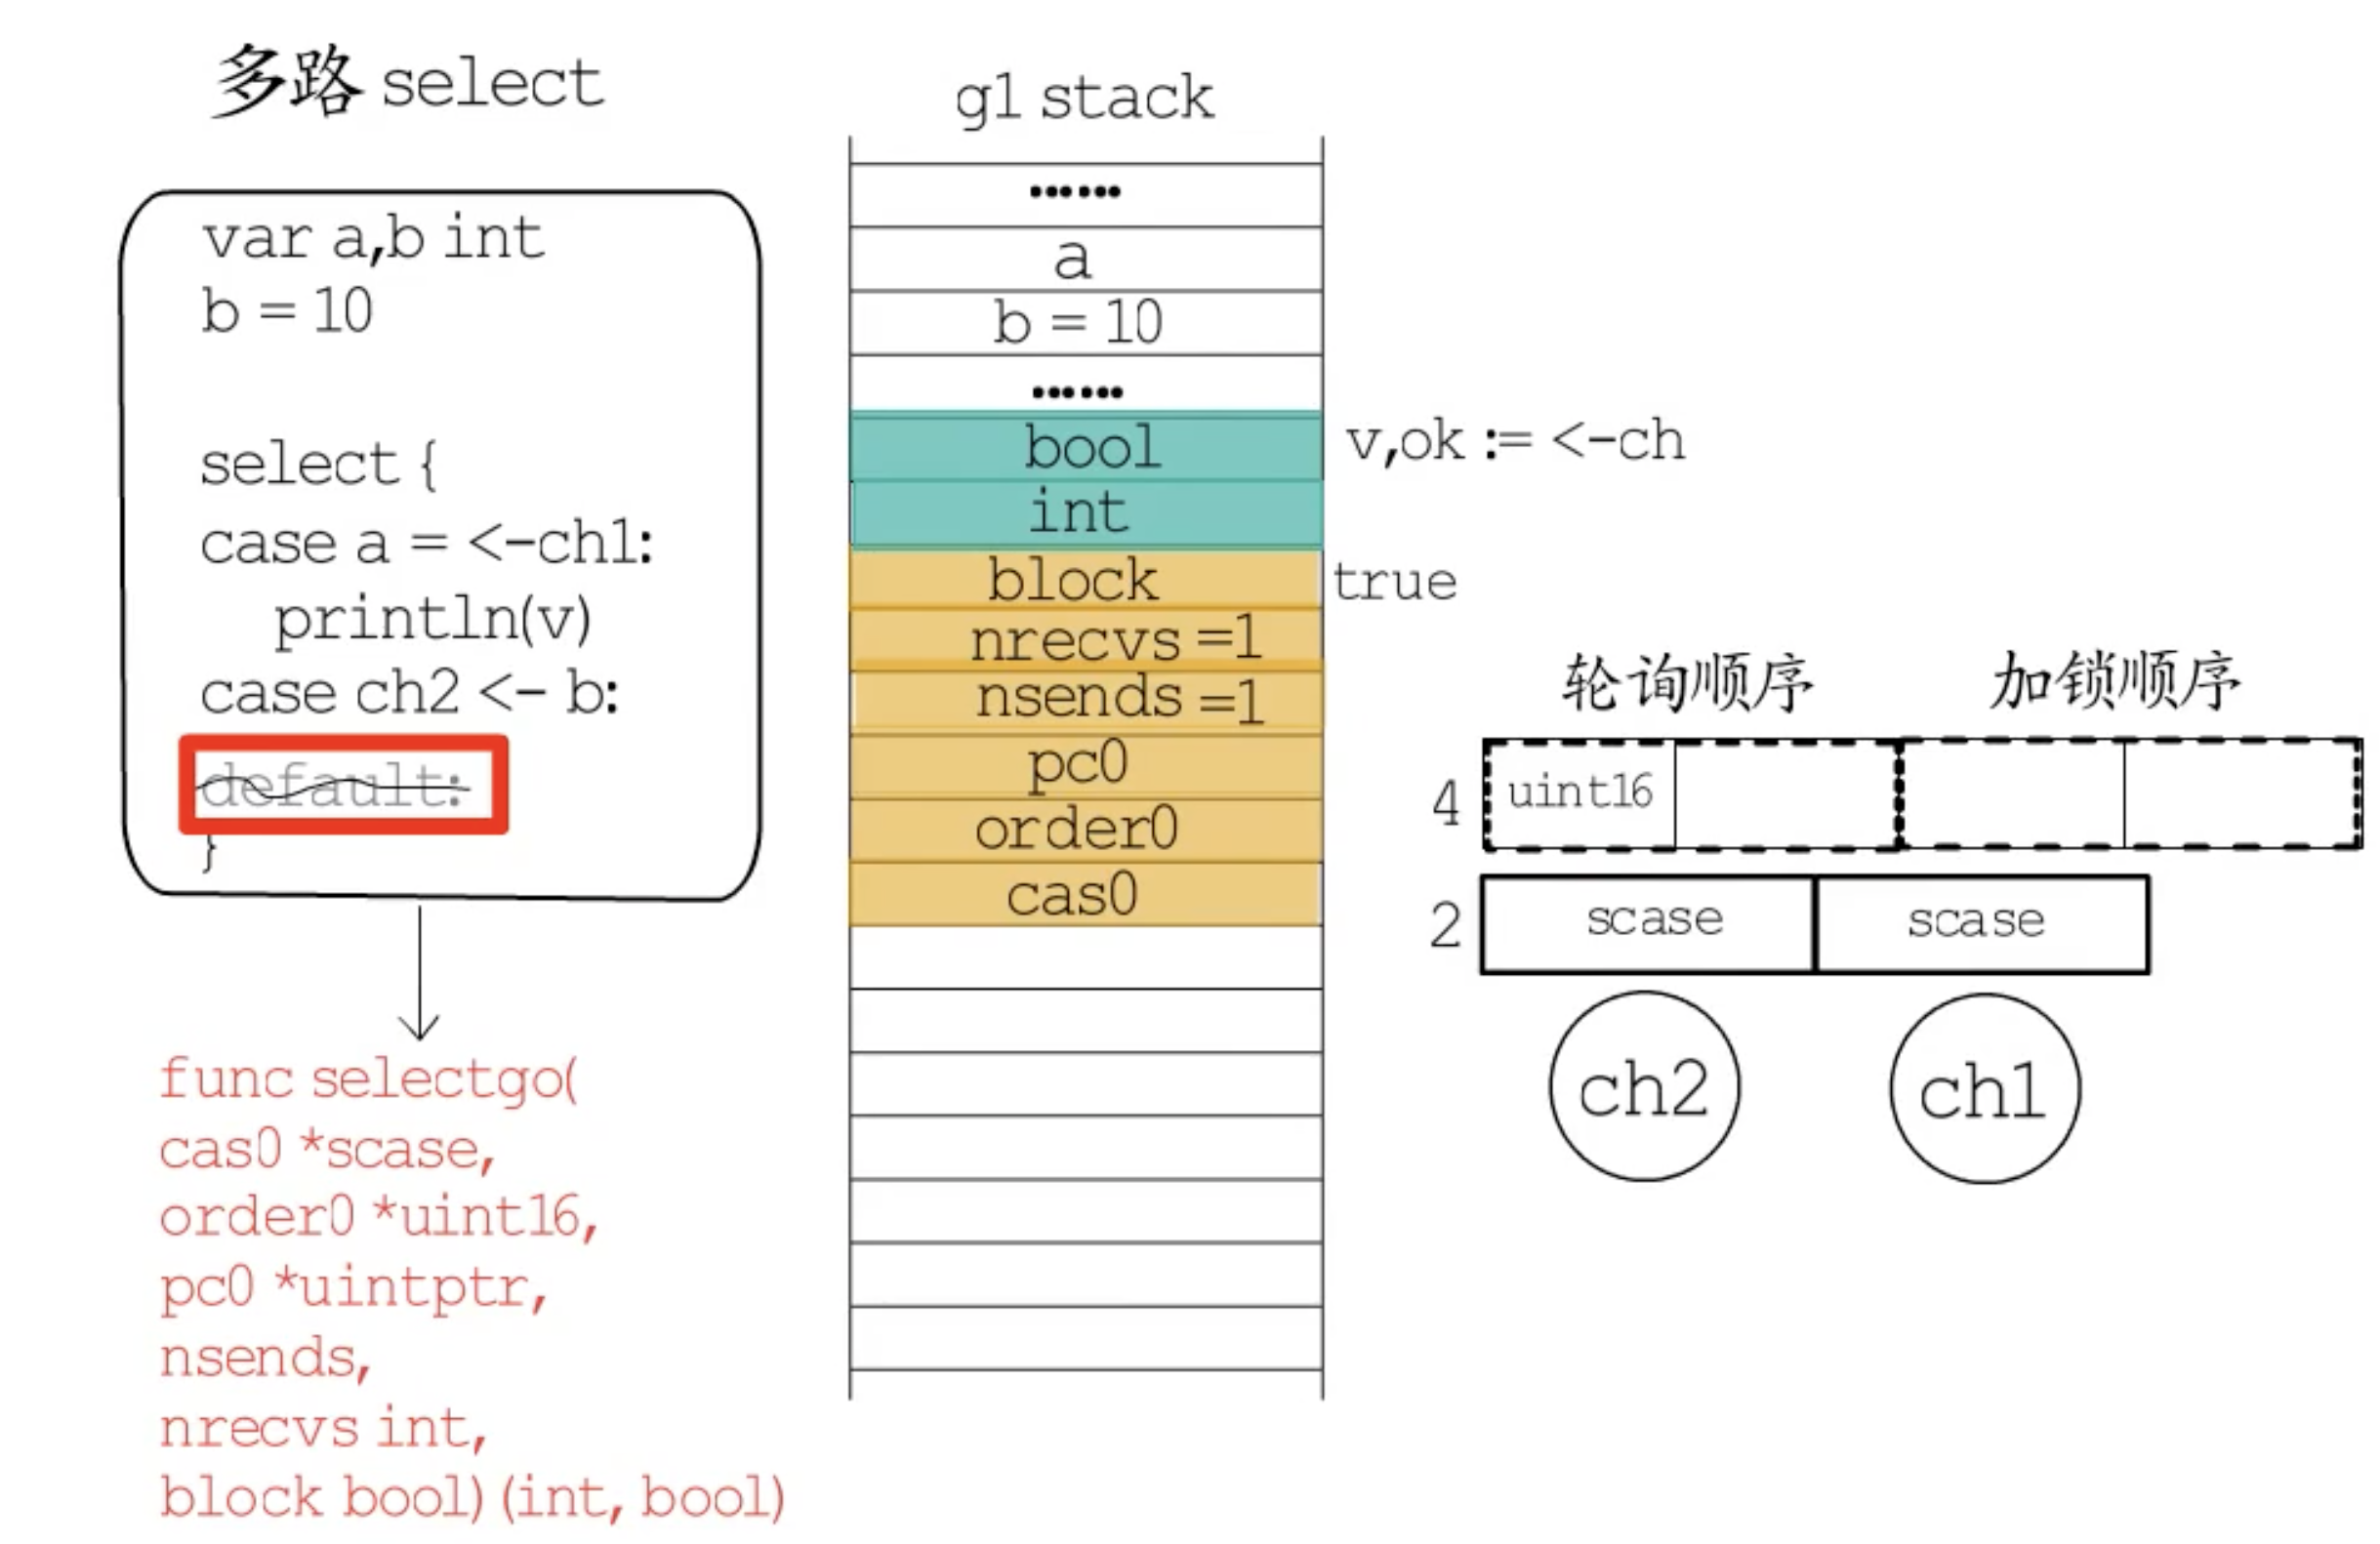 多路 select
var a,b int
b = 10
select {
case a = <-ch1:
println(v)
case ch2 <- b:
default:
}
func selectgo(
cas0 *scase,
order0 *uint16,
pc0 *uintptr,
nsends,
nrecvs int,
block bool) (int, bool)
g1 stack
......
a
b = 10
......
bool
int
block
nrecvs =1
nsends =1
pc0
order0
cas0
v,ok := <-ch
true
轮询顺序 加锁顺序
4 uint16
2 scase scase
ch2 ch1